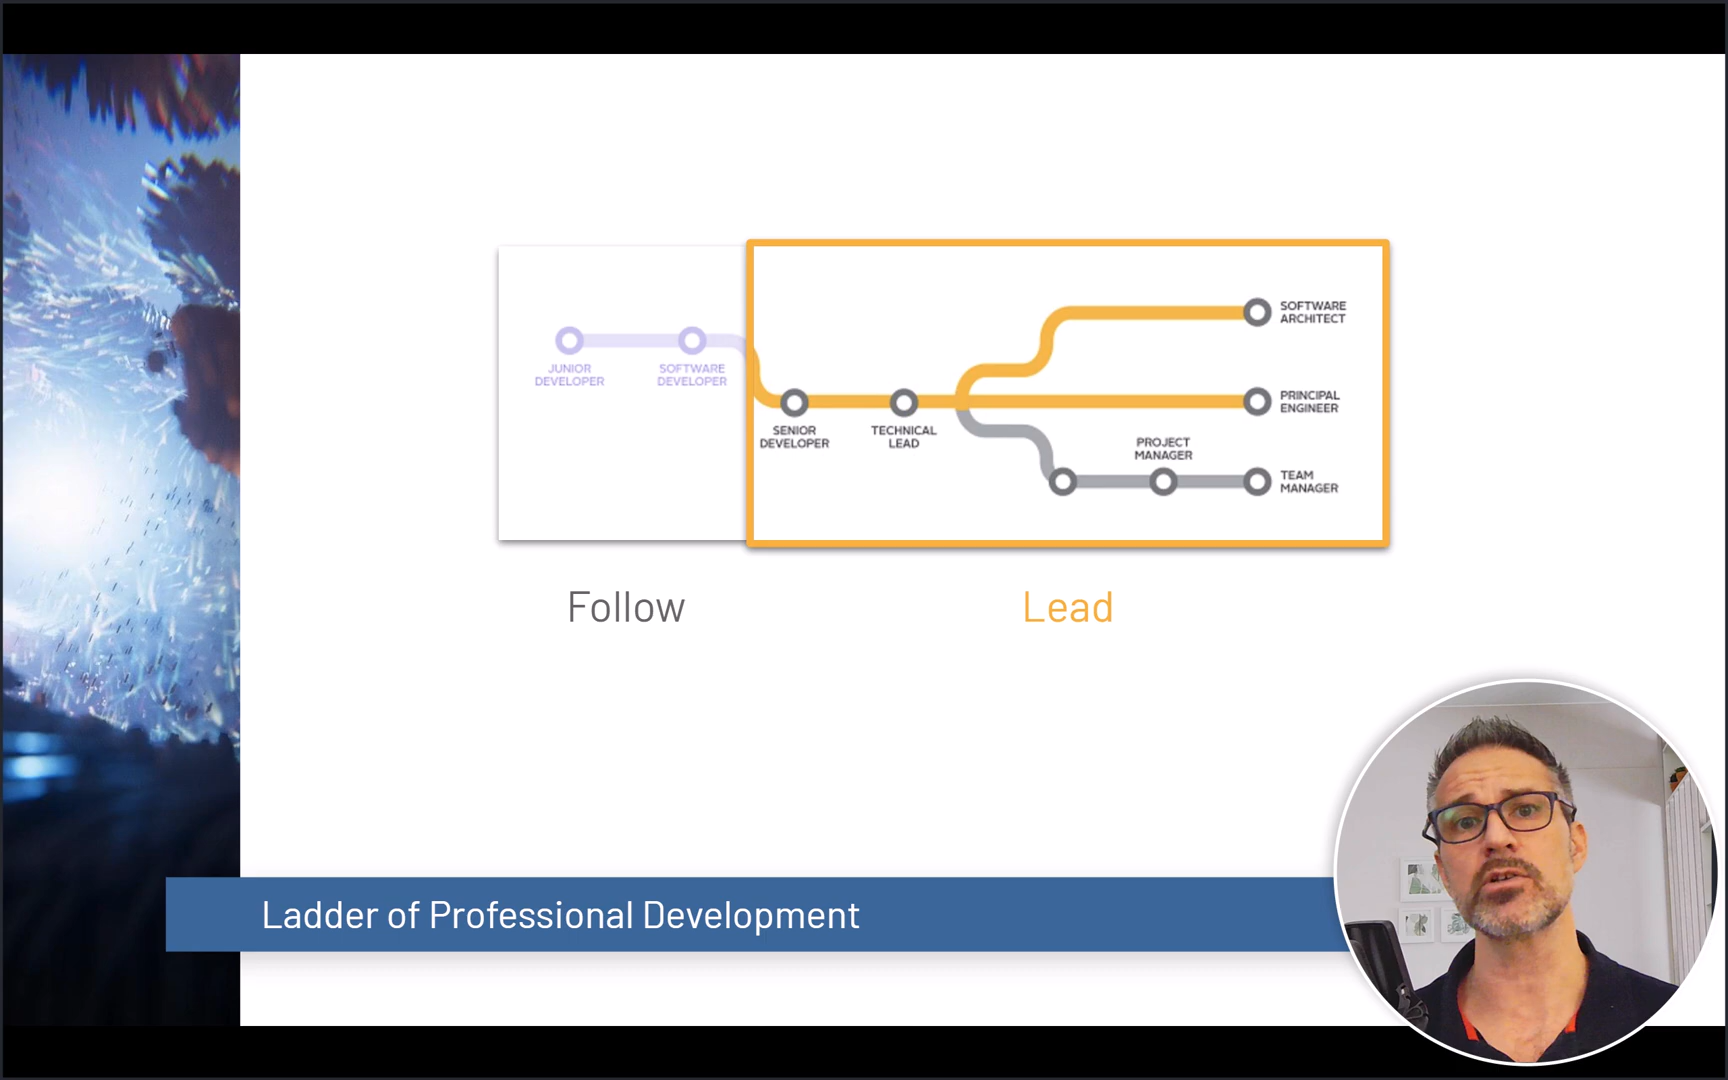 JUNIOR
DEVELOPER
SOFTWARE
DEVELOPER
SENIOR
DEVELOPER
TECHNICAL
LEAD
SOFTWARE
ARCHITECT
PRINCIPAL
ENGINEER
PROJECT
MANAGER
TEAM
MANAGER
Follow
Lead
Ladder of Professional Development